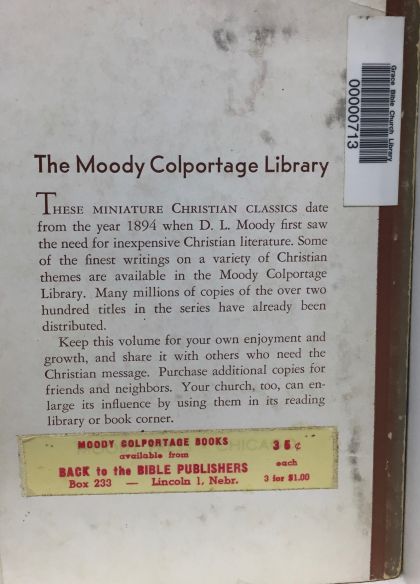 Grace Bible Church Library
00000713
The Moody Colportage Library
THESE MINIATURE CHRISTIAN CLASSICS date
from the year 1894 when D. L. Moody first saw
the need for inexpensive Christian literature. Some
of the finest writings on a variety of Christian
themes are available in the Moody Colportage
Library. Many millions of copies of the over two
hundred titles in the series have already been
distributed.
Keep this volume for your own enjoyment and
growth, and share it with others who need the
Christian message. Purchase additional copies for
friends and neighbors. Your church, too, can en-
large its influence by using them in its reading
library or book corner.
MOODY COLPORTAGE BOOKS 35¢
available from each
BACK to the BIBLE PUBLISHERS
Box 233 — Lincoln 1, Nebr. 3 for $1.00